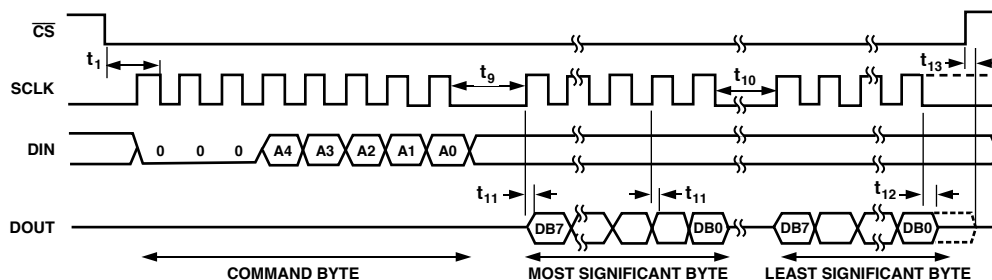 CS
t1
t9
t10
t13
SCLK
DIN
0 0 0 A4 A3 A2 A1 A0
t11
t11
t12
DOUT
DB7 DB0 DB7 DB0
COMMAND BYTE MOST SIGNIFICANT BYTE LEAST SIGNIFICANT BYTE